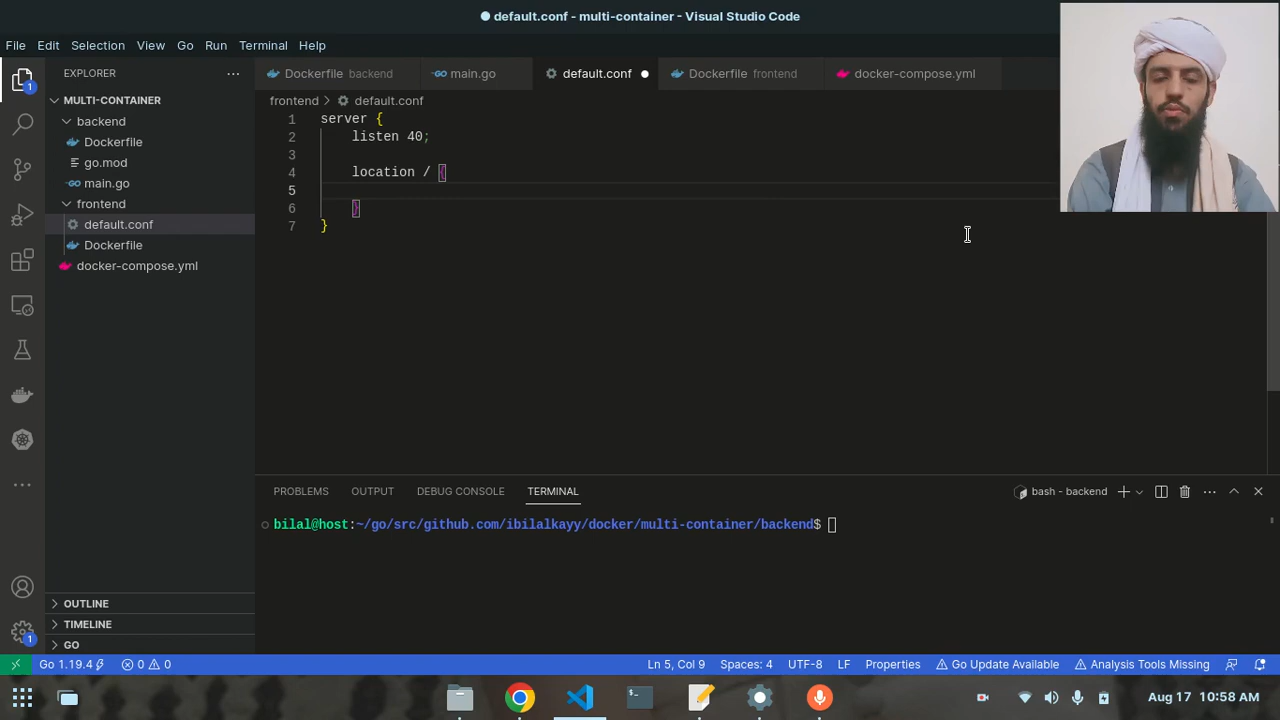 default.conf - multi-container - Visual Studio Code
File Edit Selection View Go Run Terminal Help
EXPLORER
Dockerfile backend
main.go
default.conf
Dockerfile frontend
docker-compose.yml
MULTI-CONTAINER
backend
Dockerfile
go.mod
main.go
frontend
default.conf
Dockerfile
docker-compose.yml
OUTLINE
TIMELINE
GO
1
1
frontend > default.conf
1 server {
2 listen 40;
3
4 location / {
5
6 }
7 }
PROBLEMS OUTPUT DEBUG CONSOLE TERMINAL
bash - backend
bilal@host:~/go/src/github.com/ibilalkayy/docker/multi-container/backend$
Go 1.19.4 0 0 Ln 5, Col 9 Spaces: 4 UTF-8 LF Properties Go Update Available Analysis Tools Missing
Aug 17 10:58 AM